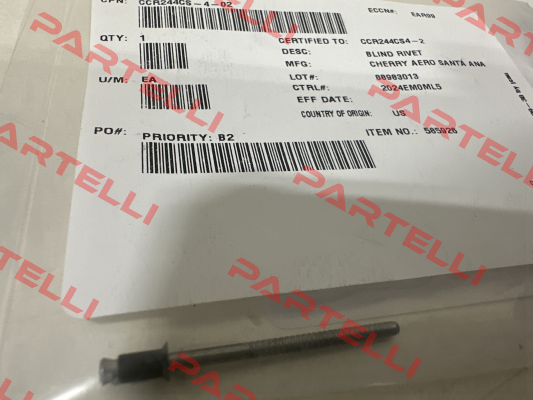 CPN: CCR244CS-4-02
ECCN#: EAR99
QTY: 1
CERTIFIED TO: CCR244CS4-2
DESC: BLIND RIVET
MFG: CHERRY AERO SANTA ANA
U/M: EA
LOT#: 88983013
CTRL#: 2024EM0ML5
EFF DATE:
COUNTRY OF ORIGIN: US
PO#: PRIORITY: B2
ITEM NO.: 585926
PARTELLI
PARTELLI
PARTELLI
PARTELLI
PARTELLI
PARTELLI
PARTELLI